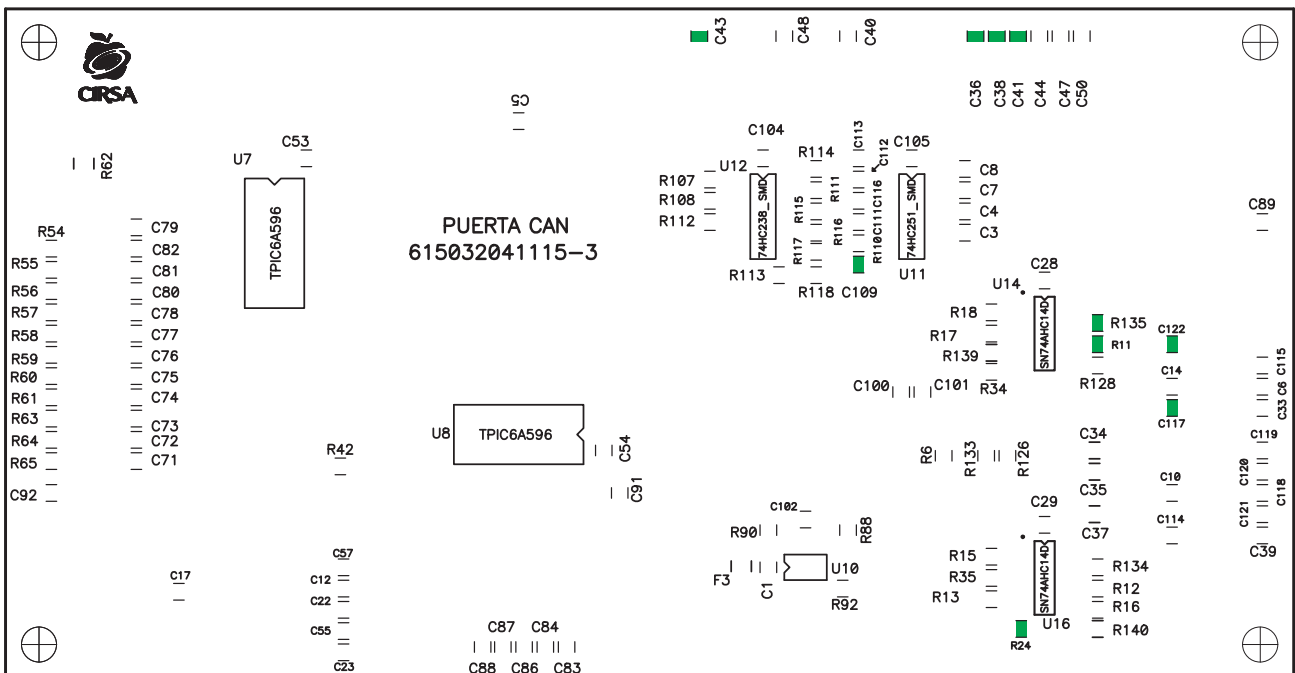 C43
C48
C40
C36
C38
C41
C44
C47
C50
CIRSA
C5
C53
U7
R62
C104
R114
C113
C112
C105
U12
R107
R108
R112
R111
C116
R115
C111
R116
R117
R110
74HC238_SMD
74HC251_SMD
C8
C7
C4
C3
C89
R54
C79
C82
R55
C81
R56
C80
R57
C78
R58
C77
R59
C76
R60
C75
R61
C74
R63
C73
R64
C72
R65
C71
C92
TPIC6A596
PUERTA CAN
615032041115-3
R113
R118
C109
U11
C28
U14
R18
R17
R139
R34
SN74AHC14D
R135
R11
R128
C122
C14
C117
C115
C6
C33
C100
C101
U8
TPIC6A596
C54
R42
C91
R6
R133
R126
C34
C35
C37
C10
C114
C119
C120
C118
C121
C39
C102
R90
R88
C29
F3
C1
U10
R92
R15
R35
R13
SN74AHC14D
U16
R24
R134
R12
R16
R140
C17
C57
C12
C22
C55
C23
C87
C84
C88
C86
C83